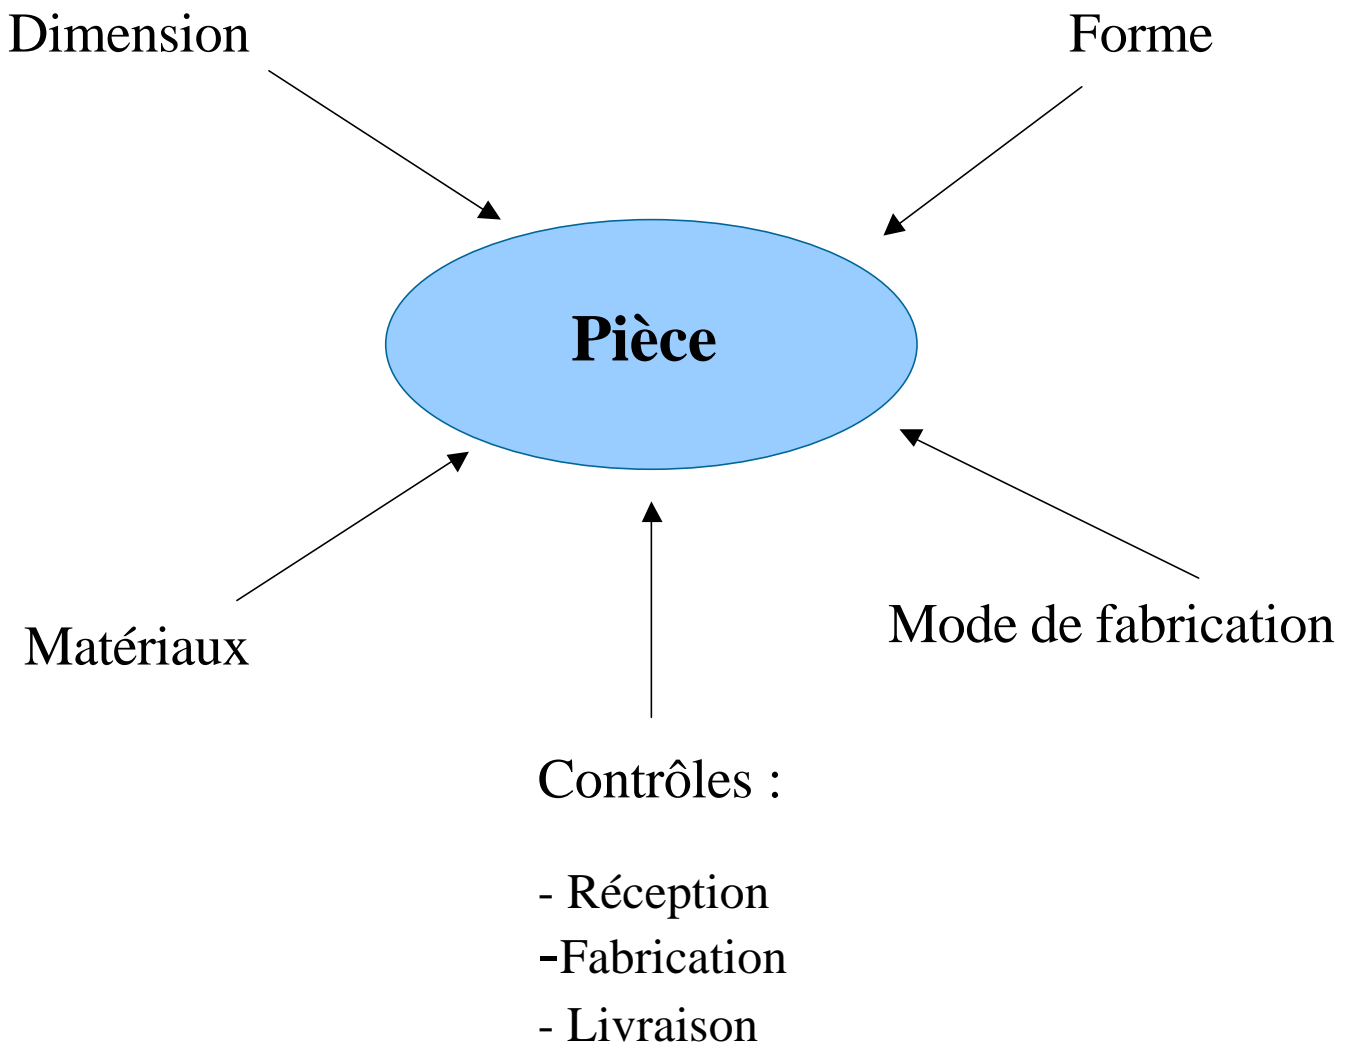 Dimension
Forme
Pièce
Matériaux
Mode de fabrication
Contrôles :
- Réception
-Fabrication
- Livraison